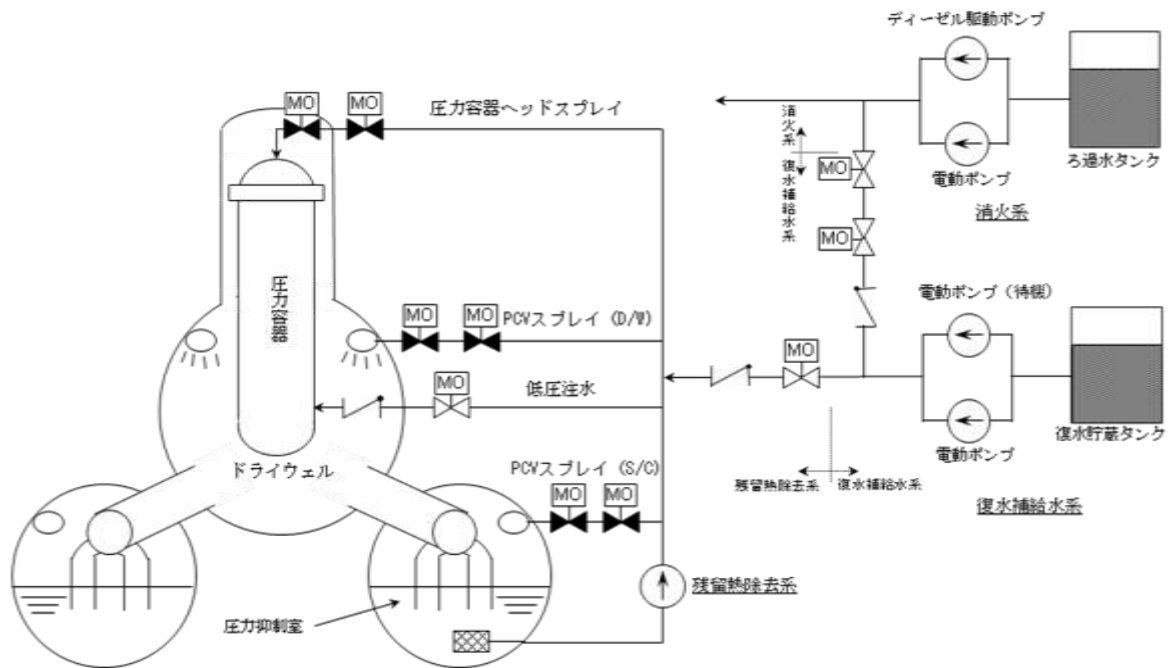 ディーゼル駆動ポンプ
ろ過水タンク
電動ポンプ
消火系
MO
MO
圧力容器ヘッドスプレイ
消火系
復水補給水系
MO
MO
圧力容器
MO
MO
PCVスプレイ (D/W)
電動ポンプ (待機)
MO
低圧注水
MO
電動ポンプ
復水貯蔵タンク
ドライウェル
PCVスプレイ (S/C)
MO
MO
残留熱除去系
復水補給水系
復水補給水系
残留熱除去系
圧力抑制室